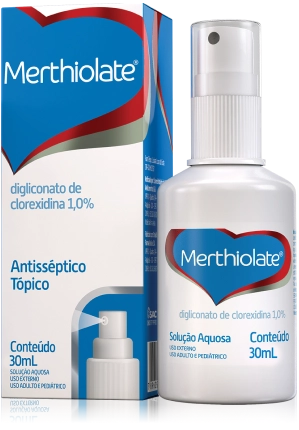 Merthiolate®
digliconato de
clorexidina 1,0%
Antisséptico
Tópico
Conteúdo
30mL
SOLUÇÃO AQUOSA
USO EXTERNO
USO ADULTO E PEDIÁTRICO
SAC
Merthiolate®
digliconato de clorexidina 1,0%
Solução Aquosa
USO EXTERNO
USO ADULTO E PEDIÁTRICO
Conteúdo
30mL